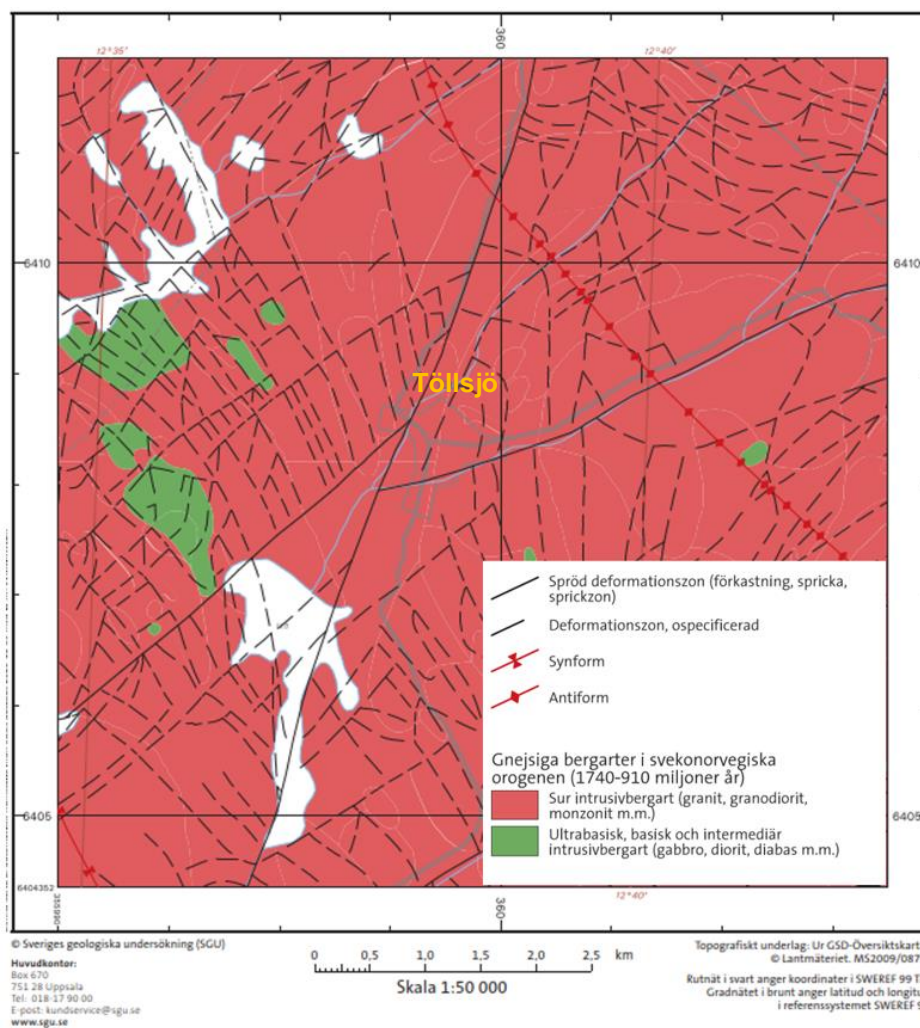 360
12°35'
12°40'
6410
6410
Töllsjö
Spröd deformationszon (förkastning, spricka,
sprickzon)
Deformationszon, ospecificerad
Synform
Antiform
Gnejsiga bergarter i svekonorvegiska
orogenen (1740-910 miljoner år)
Sur intrusivbergart (granit, granodiorit,
monzonit m.m.)
Ultrabasisk, basisk och intermediär
intrusivbergart (gabbro, diorit, diabas m.m.)
6405
6405
6404352
360
12°40'
© Sveriges geologiska undersökning (SGU)
Huvudkontor:
Box 670
751 28 Uppsala
Tel: 018-17 90 00
E-post: kundservice@sgu.se
www.sgu.se
0 0,5 1,0 1,5 2,0 2,5 km
Skala 1:50 000
Topografiskt underlag: Ur GSD-Översiktskart
© Lantmäteriet. MS2009/087
Rutnät i svart anger koordinater i SWEREF 99 T
Gradnätet i brunt anger latitud och longitu
i referenssystemet SWEREF 9